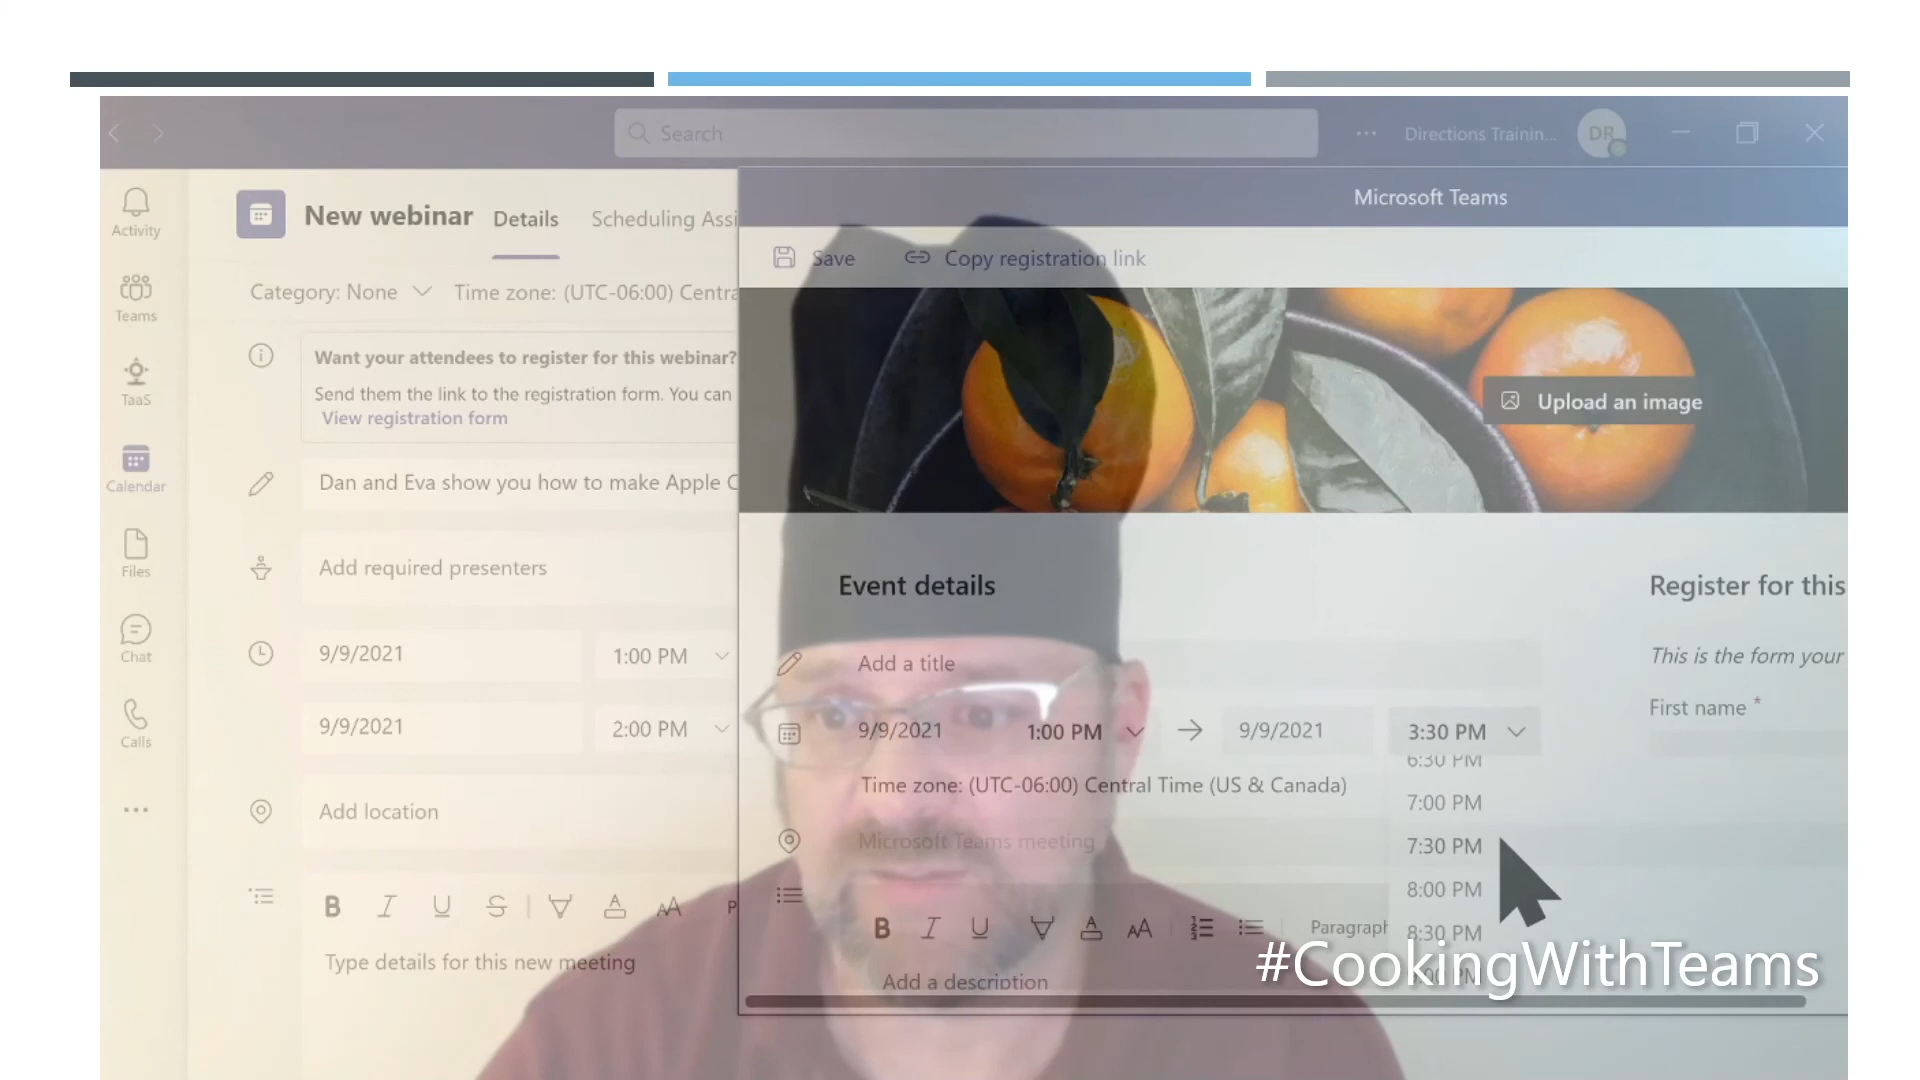 Search
Directions Trainin...
DR
Activity
Teams
TaaS
Calendar
Files
Chat
Calls
New webinar
Details
Scheduling Assi
Category: None
Time zone: (UTC-06:00) Centra
Want your attendees to register for this webinar?
Send them the link to the registration form. You can
View registration form
Dan and Eva show you how to make Apple C
Add required presenters
9/9/2021
1:00 PM
9/9/2021
2:00 PM
Add location
B I U S A AA P
Type details for this new meeting
Microsoft Teams
Save
Copy registration link
Upload an image
Event details
Add a title
9/9/2021
1:00 PM
9/9/2021
3:30 PM
Time zone: (UTC-06:00) Central Time (US & Canada)
Microsoft Teams meeting
B I U A AA Paragraph
Add a description
6:30 PM
7:00 PM
7:30 PM
8:00 PM
8:30 PM
Register for this
This is the form your
First name *
#CookingWithTeams